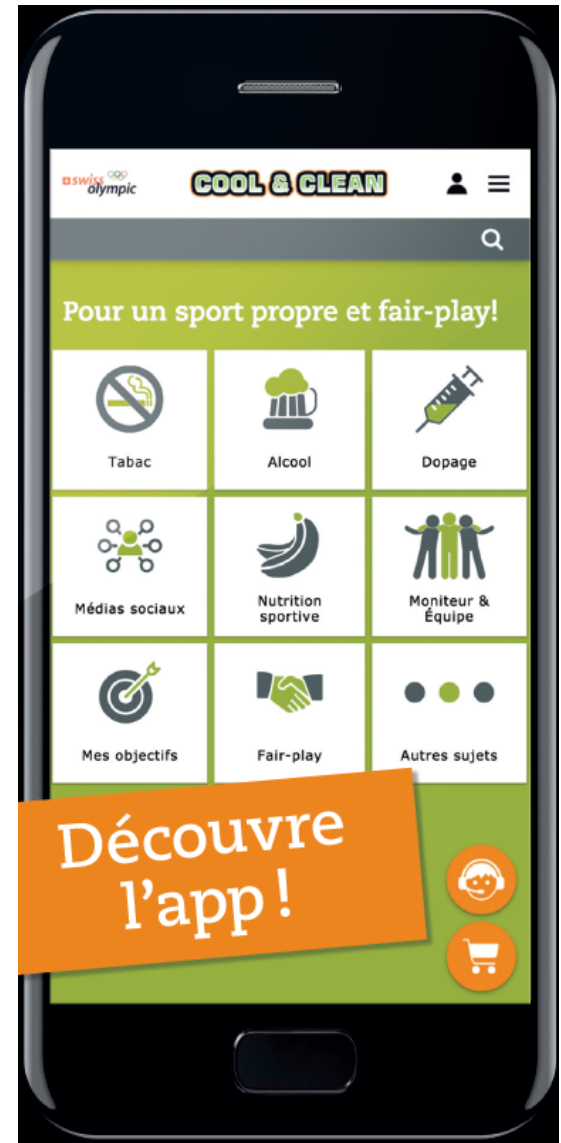 swiss
olympic
COOL & CLEAN
Pour un sport propre et fair-play!
Tabac
Alcool
Dopage
Médias sociaux
Nutrition
sportive
Moniteur &
Équipe
Mes objectifs
Fair-play
Autres sujets
Découvre
l'app !